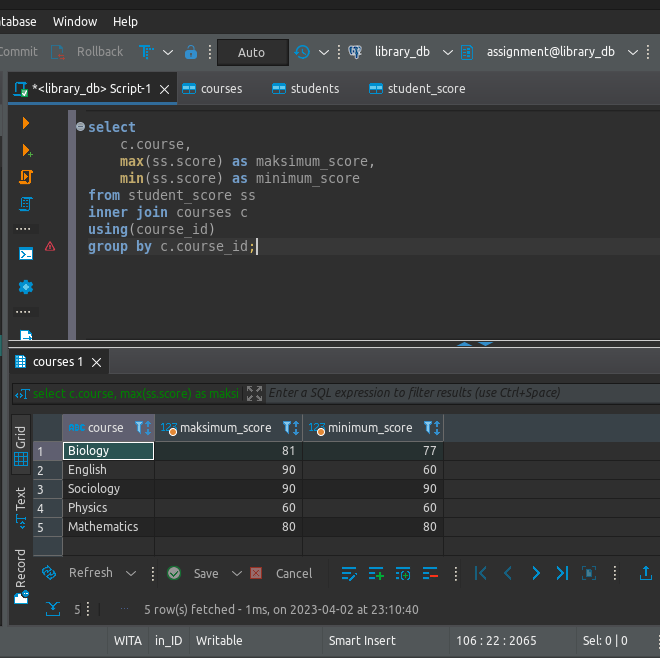 atabase Window Help
Commit Rollback Auto library_db assignment@library_db
*<library_db> Script-1 courses students student_score
select
c.course,
max(ss.score) as maksimum_score,
min(ss.score) as minimum_score
from student_score ss
inner join courses c
using(course_id)
group by c.course_id;
courses 1
select c.course, max(ss.score) as maksi Enter a SQL expression to filter results (use Ctrl+Space)
Grid
Text
Record
ABC course 123 maksimum_score 123 minimum_score
1 Biology 81 77
2 English 90 60
3 Sociology 90 90
4 Physics 60 60
5 Mathematics 80 80
Refresh Save Cancel
5 5 row(s) fetched - 1ms, on 2023-04-02 at 23:10:40
WITA in_ID Writable Smart Insert 106 : 22 : 2065 Sel: 0 | 0